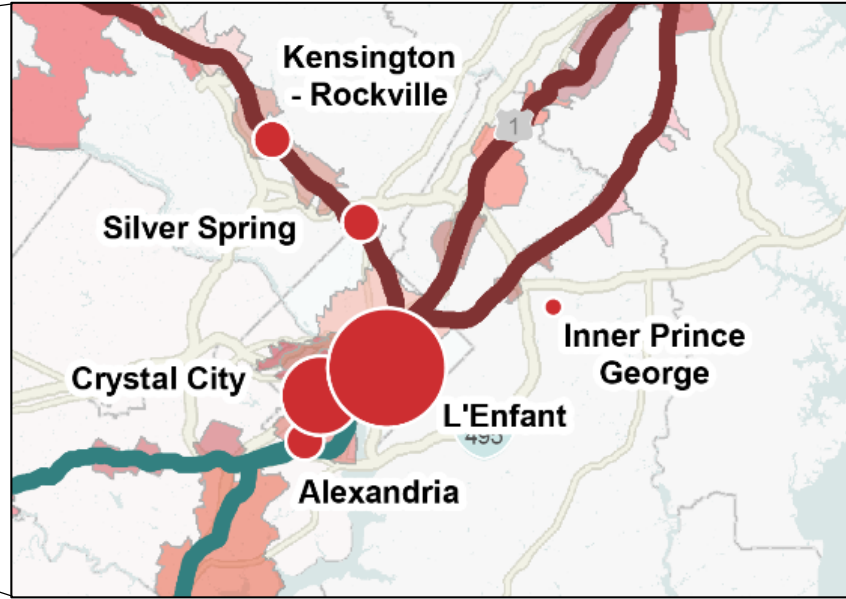 Kensington
- Rockville
1
Silver Spring
Inner Prince
George
Crystal City
L'Enfant
495
Alexandria